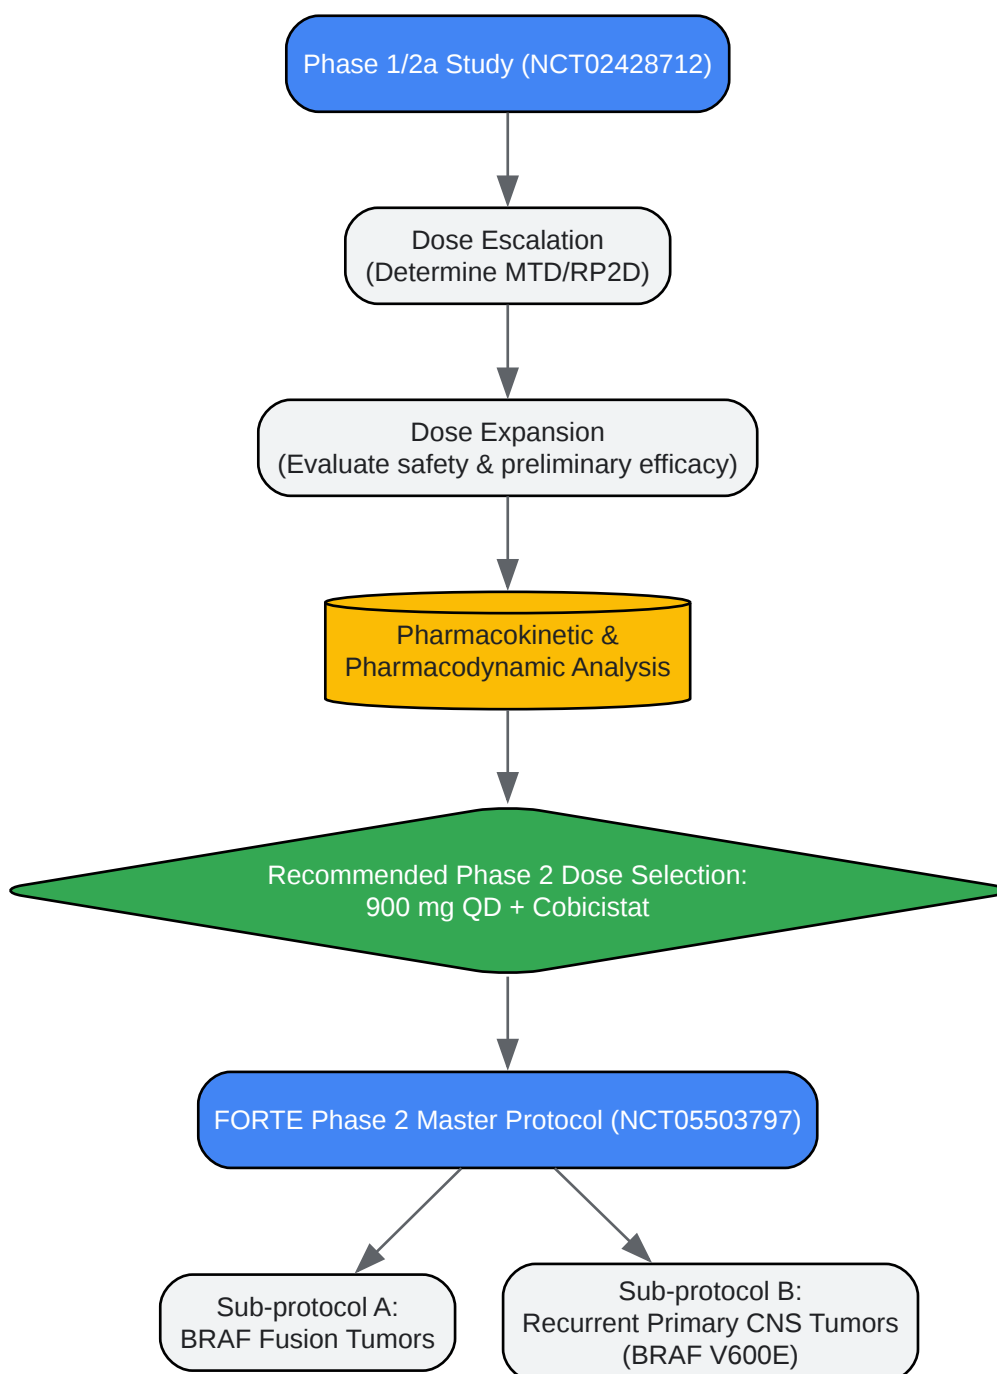 Phase 1/2a Study (NCT02428712)
Dose Escalation
(Determine MTD/RP2D)
Dose Expansion
(Evaluate safety & preliminary efficacy)
Pharmacokinetic &
Pharmacodynamic Analysis
Recommended Phase 2 Dose Selection:
900 mg QD + Cobicistat
FORTE Phase 2 Master Protocol (NCT05503797)
Sub-protocol A:
BRAF Fusion Tumors
Sub-protocol B:
Recurrent Primary CNS Tumors
(BRAF V600E)